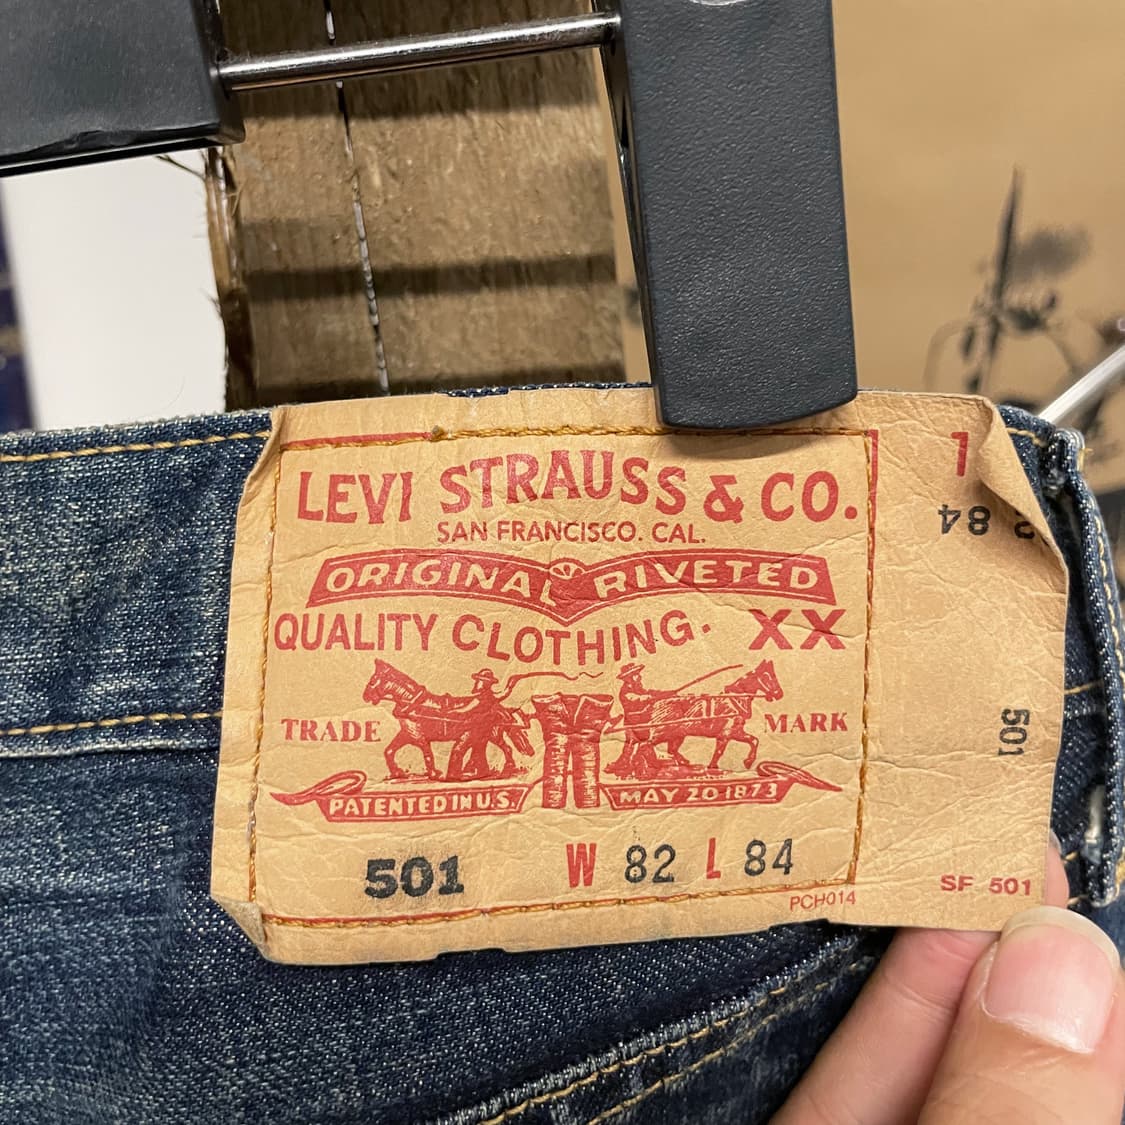 LEVI STRAUSS & CO.
SAN FRANCISCO. CAL.
ORIGINAL RIVETED
QUALITY CLOTHING. XX
TRADE MARK
PATENTED IN U.S. MAY 20 1873
501 W 82 L 84
PCH014
L
84
501
SF 501